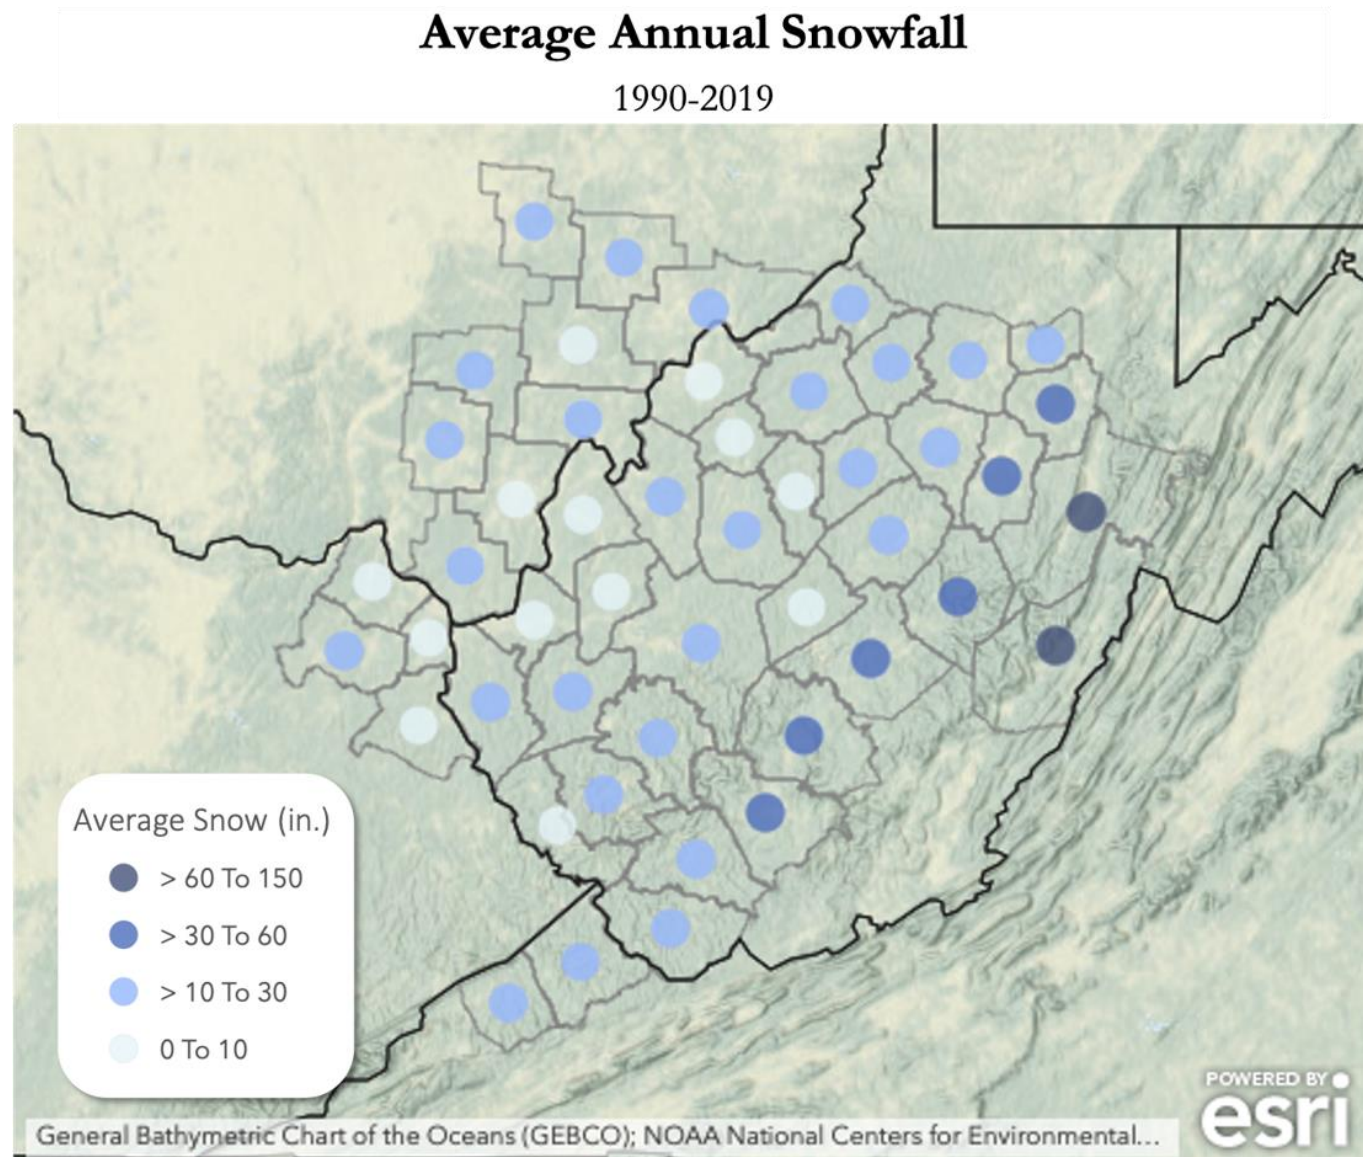 Average Annual Snowfall
1990-2019
Average Snow (in.)
> 60 To 150
> 30 To 60
> 10 To 30
0 To 10
POWERED BY
esri
General Bathymetric Chart of the Oceans (GEBCO); NOAA National Centers for Environmental...